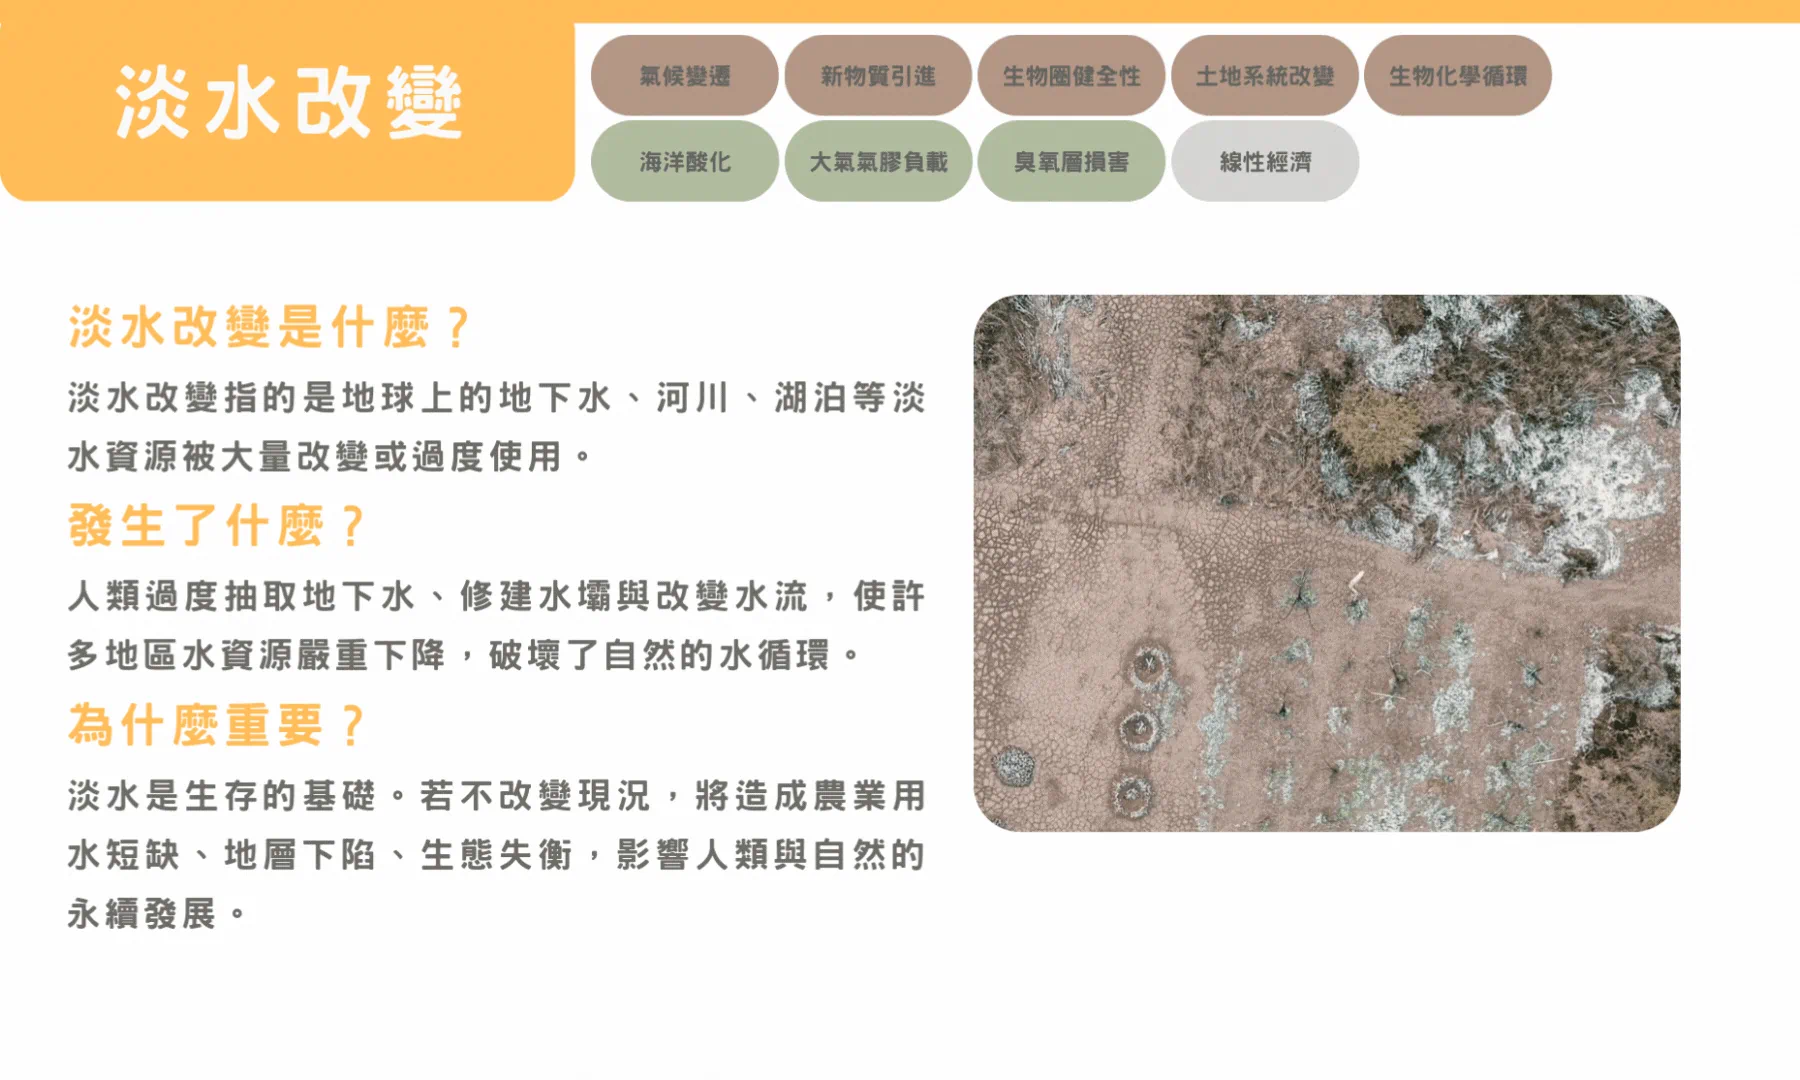 淡水改變
氣候變遷
新物質引進
生物圈健全性
土地系統改變
生物化學循環
海洋酸化
大氣氣膠負載
臭氧層損害
線性經濟
淡水改變是什麼？
淡水改變指的是地球上的地下水、河川、湖泊等淡
水資源被大量改變或過度使用。
發生了什麼？
人類過度抽取地下水、修建水壩與改變水流，使許
多地區水資源嚴重下降，破壞了自然的水循環。
為什麼重要？
淡水是生存的基礎。若不改變現況，將造成農業用
水短缺、地層下陷、生態失衡，影響人類與自然的
永續發展。